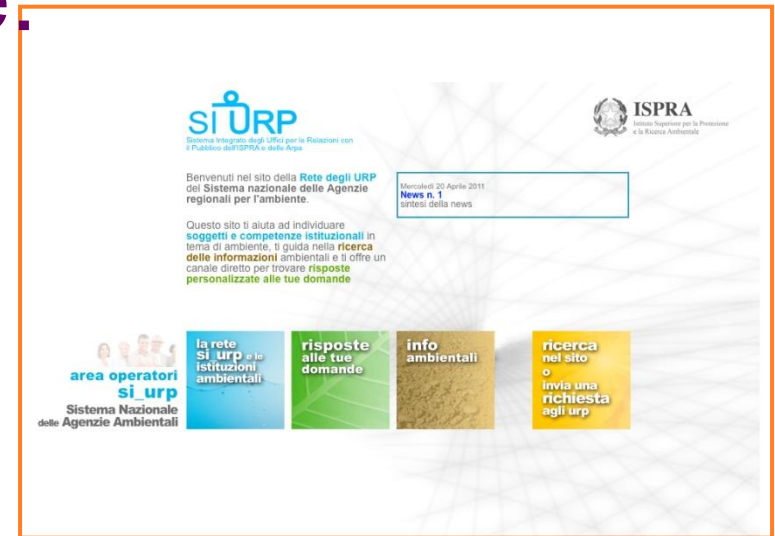 e.
si URP
Sistema Integrato degli Uffici per le Relazioni con
il Pubblico dell'ISPRA e delle Arpa
ISPRA
Istituto Superiore per la Protezione
e la Ricerca Ambientale
Benvenuti nel sito della Rete degli URP
del Sistema nazionale delle Agenzie
regionali per l'ambiente.
Questo sito ti aiuta ad individuare
soggetti e competenze istituzionali in
tema di ambiente, ti guida nella ricerca
delle informazioni ambientali e ti offre un
canale diretto per trovare risposte
personalizzate alle tue domande
Mercoledì 20 Aprile 2011
News n. 1
sintesi della news
area operatori
si_urp
Sistema Nazionale
delle Agenzie Ambientali
la rete
si_urp e le
istituzioni
ambientali
risposte
alle tue
domande
info
ambientali
ricerca
nel sito
o
invia una
richiesta
agli urp